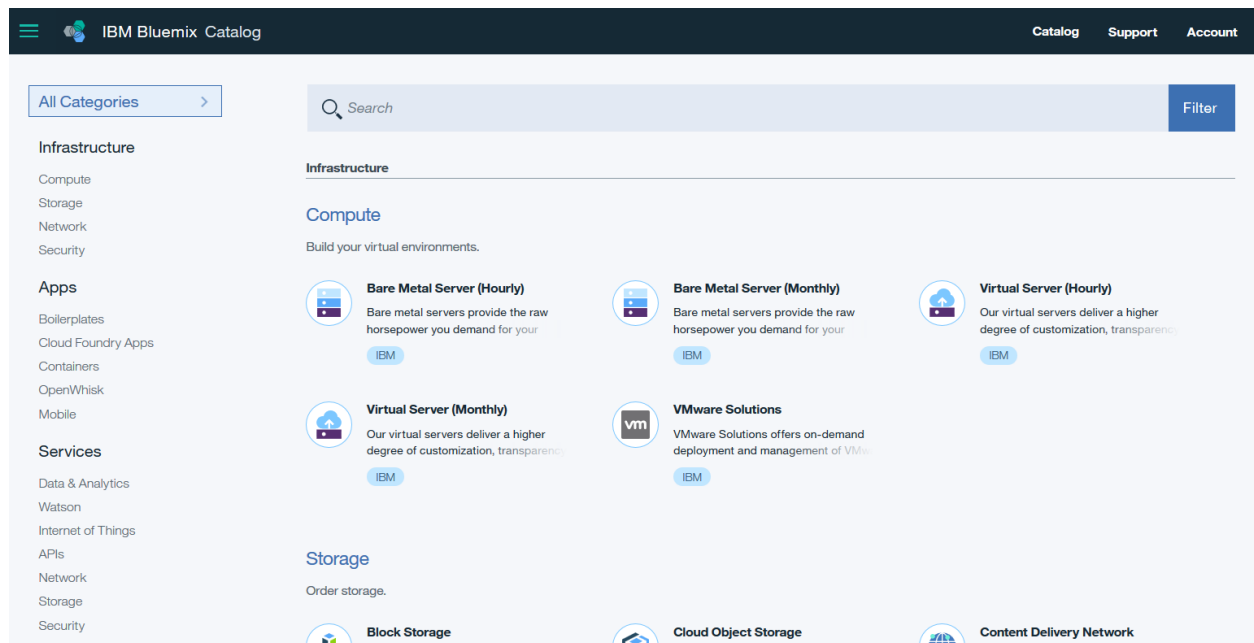 IBM Bluemix Catalog
Catalog Support Account
All Categories
Infrastructure
Compute
Storage
Network
Security
Apps
Boilerplates
Cloud Foundry Apps
Containers
OpenWhisk
Mobile
Services
Data & Analytics
Watson
Internet of Things
APIs
Network
Storage
Security
Search
Filter
Infrastructure
Compute
Build your virtual environments.
Bare Metal Server (Hourly)
Bare metal servers provide the raw
horsepower you demand for your
IBM
Bare Metal Server (Monthly)
Bare metal servers provide the raw
horsepower you demand for your
IBM
Virtual Server (Hourly)
Our virtual servers deliver a higher
degree of customization, transparenc
IBM
Virtual Server (Monthly)
Our virtual servers deliver a higher
degree of customization, transparenc
IBM
vm
VMware Solutions
VMware Solutions offers on-demand
deployment and management of VMw
IBM
Storage
Order storage.
Block Storage
Cloud Object Storage
Content Delivery Network